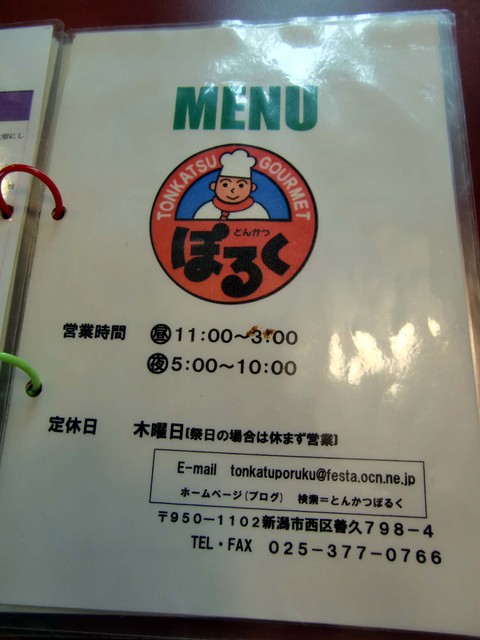 MENU
TONKATSU GOURMET
とんかつ
ぽるく
営業時間 昼 11:00～3:00
夜 5:00～10:00
定休日 木曜日(祭日の場合は休まず営業)
E-mail tonkatuporuku@festa.ocn.ne.jp
ホームページ(ブログ) 検索=とんかつぽるく
〒950-1102新潟市西区善久798-4
TEL・FAX 025-377-0766